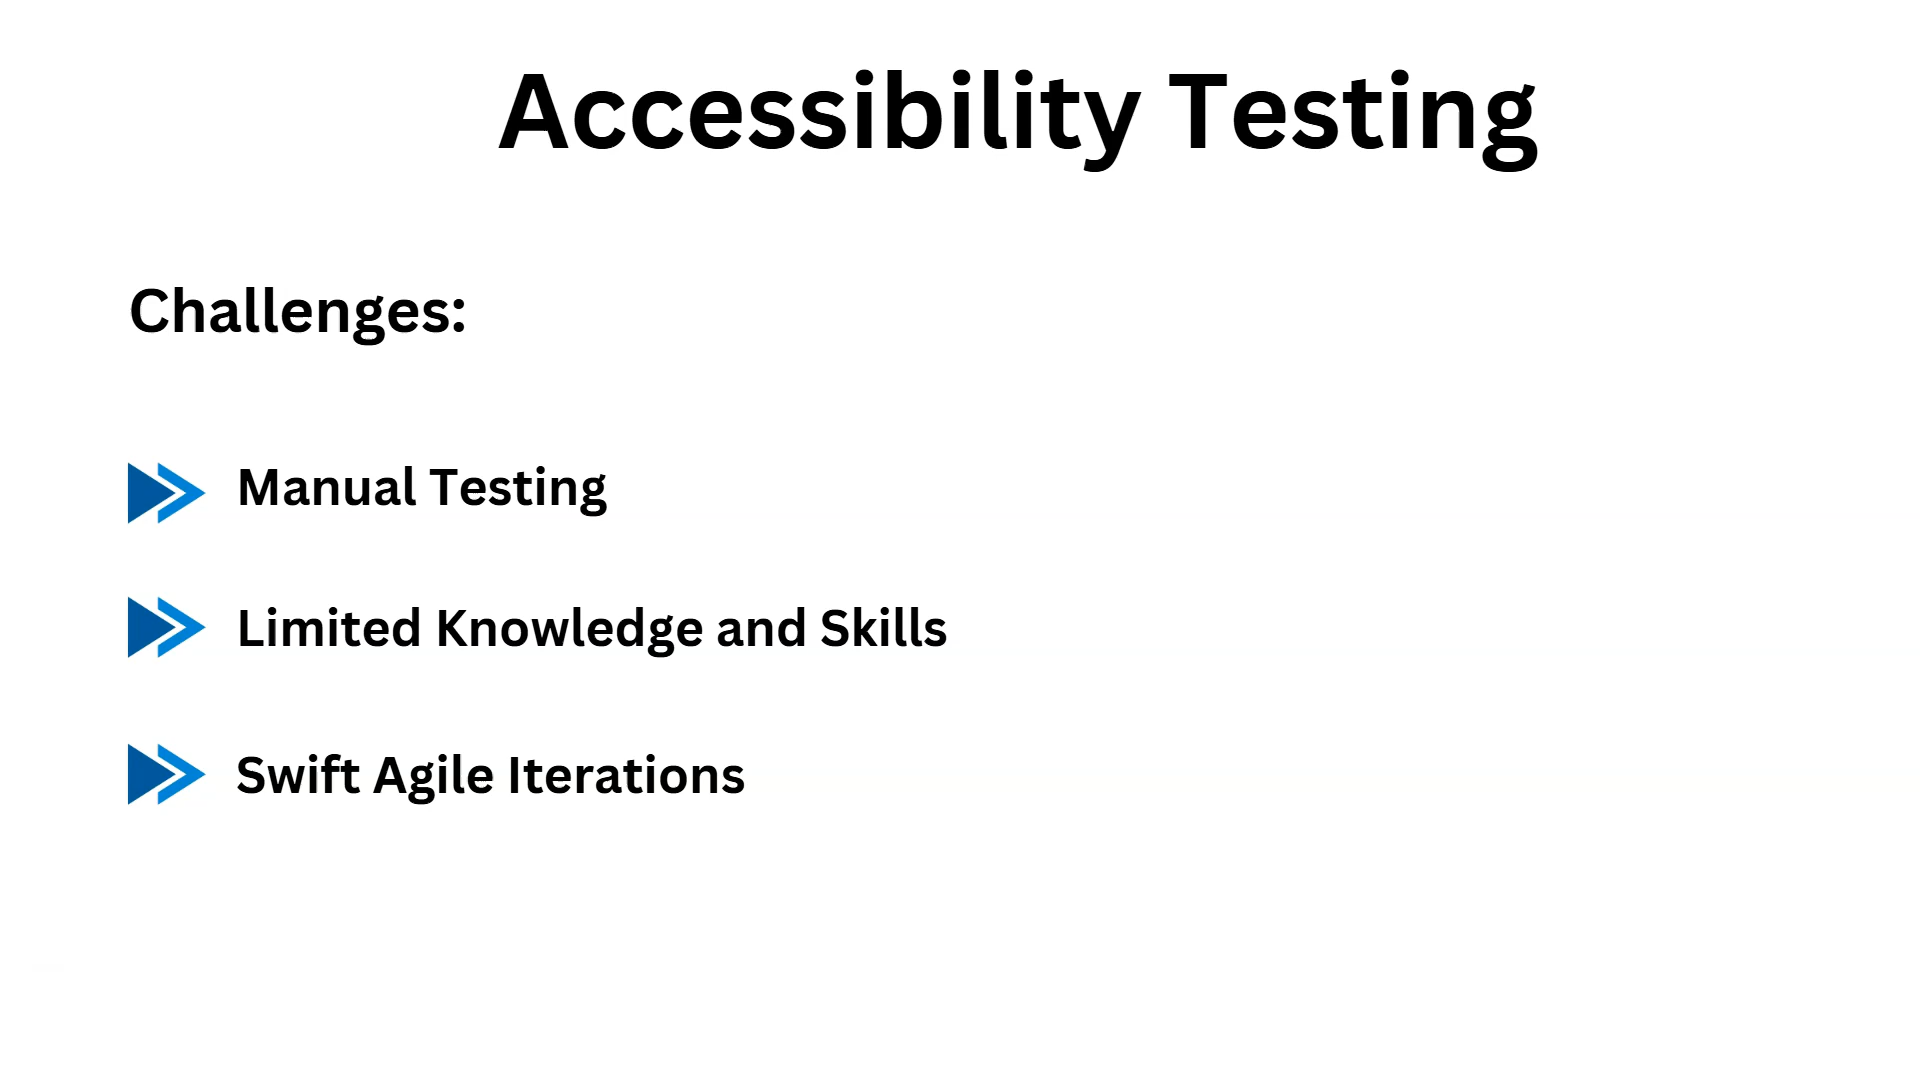 Accessibility Testing
Challenges:
Manual Testing
Limited Knowledge and Skills
Swift Agile Iterations